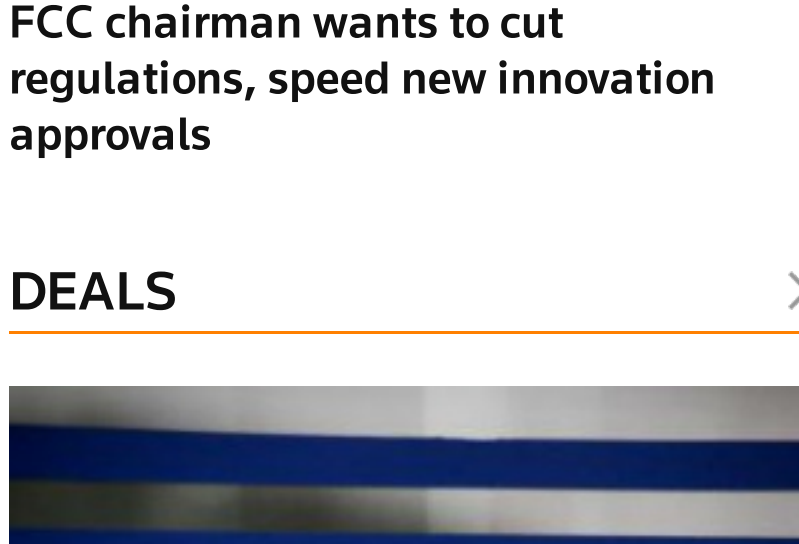 FCC chairman wants to cut
regulations, speed new innovation
approvals
DEALS